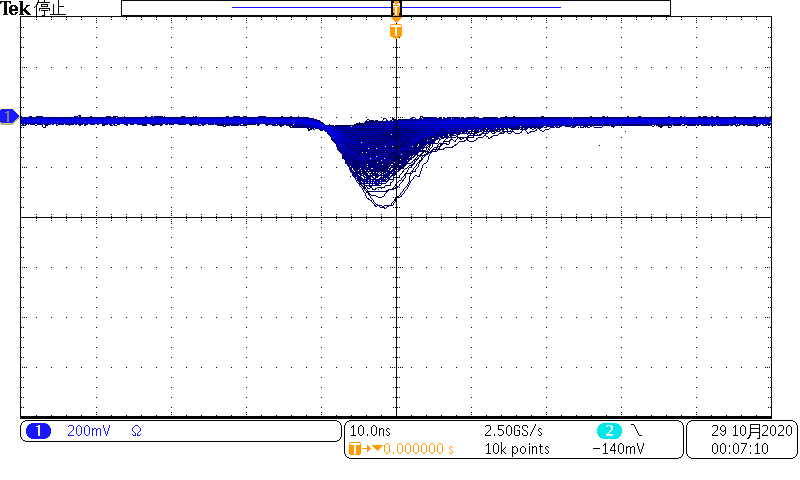 Tek 停止
T
T
1
1 200mV Ω
10.0ns 2.50GS/s 2
T→▼0.000000 s 10k points −140mV
29 10月2020
00:07:10